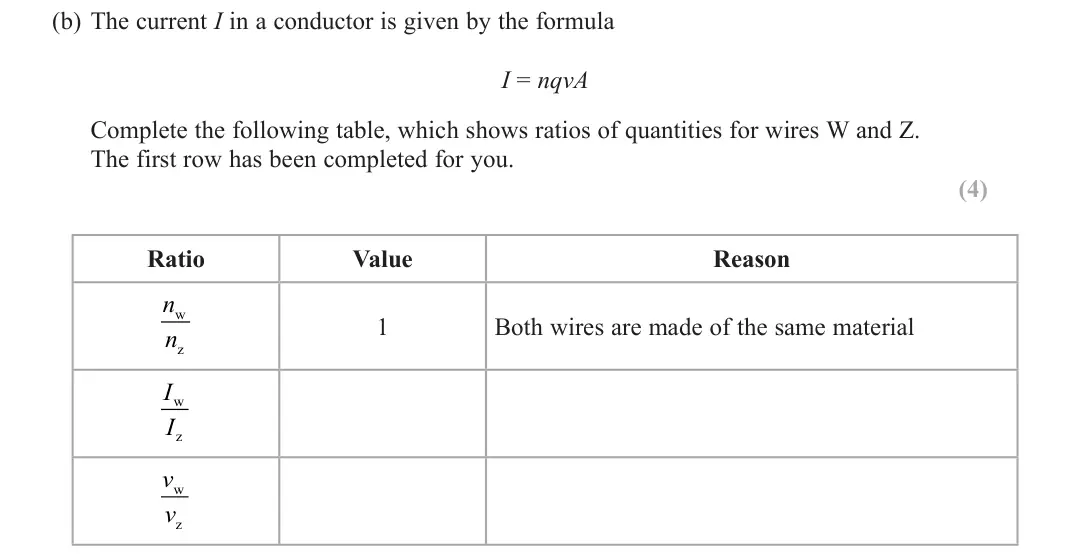 (b) The current I in a conductor is given by the formula
I = nqvA
Complete the following table, which shows ratios of quantities for wires W and Z.
The first row has been completed for you.
(4)
Ratio Value Reason
n_w/n_z 1 Both wires are made of the same material
I_w/I_z
v_w/v_z